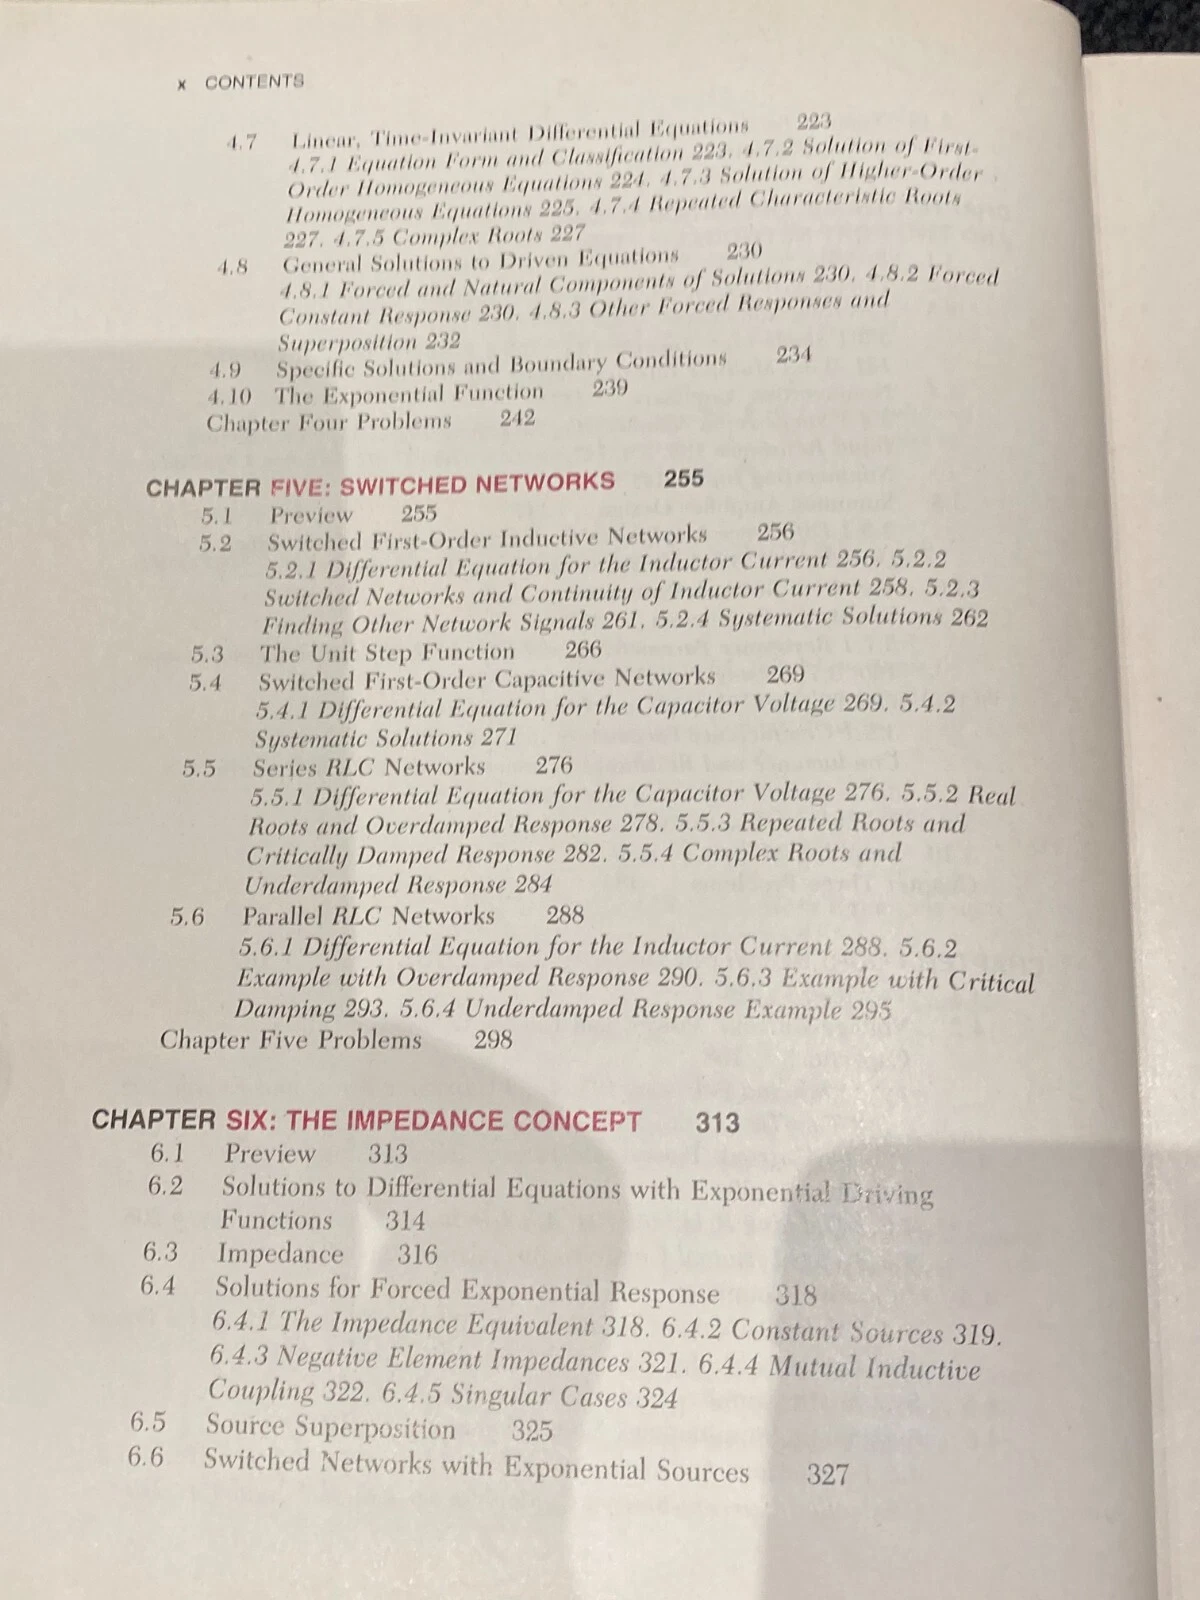 x CONTENTS
4.7 Linear, Time-Invariant Differential Equations 223
4.7.1 Equation Form and Classification 223. 4.7.2 Solution of First-
Order Homogeneous Equations 224. 4.7.3 Solution of Higher-Order
Homogeneous Equations 225. 4.7.4 Repeated Characteristic Roots
227. 4.7.5 Complex Roots 227
4.8 General Solutions to Driven Equations 230
4.8.1 Forced and Natural Components of Solutions 230. 4.8.2 Forced
Constant Response 230. 4.8.3 Other Forced Responses and
Superposition 232
4.9 Specific Solutions and Boundary Conditions 234
4.10 The Exponential Function 239
Chapter Four Problems 242
CHAPTER FIVE: SWITCHED NETWORKS 255
5.1 Preview 255
5.2 Switched First-Order Inductive Networks 256
5.2.1 Differential Equation for the Inductor Current 256. 5.2.2
Switched Networks and Continuity of Inductor Current 258. 5.2.3
Finding Other Network Signals 261. 5.2.4 Systematic Solutions 262
5.3 The Unit Step Function 266
5.4 Switched First-Order Capacitive Networks 269
5.4.1 Differential Equation for the Capacitor Voltage 269. 5.4.2
Systematic Solutions 271
5.5 Series RLC Networks 276
5.5.1 Differential Equation for the Capacitor Voltage 276. 5.5.2 Real
Roots and Overdamped Response 278. 5.5.3 Repeated Roots and
Critically Damped Response 282. 5.5.4 Complex Roots and
Underdamped Response 284
5.6 Parallel RLC Networks 288
5.6.1 Differential Equation for the Inductor Current 288. 5.6.2
Example with Overdamped Response 290. 5.6.3 Example with Critical
Damping 293. 5.6.4 Underdamped Response Example 295
Chapter Five Problems 298
CHAPTER SIX: THE IMPEDANCE CONCEPT 313
6.1 Preview 313
6.2 Solutions to Differential Equations with Exponential Driving
Functions 314
6.3 Impedance 316
6.4 Solutions for Forced Exponential Response 318
6.4.1 The Impedance Equivalent 318. 6.4.2 Constant Sources 319.
6.4.3 Negative Element Impedances 321. 6.4.4 Mutual Inductive
Coupling 322. 6.4.5 Singular Cases 324
6.5 Source Superposition 325
6.6 Switched Networks with Exponential Sources 327